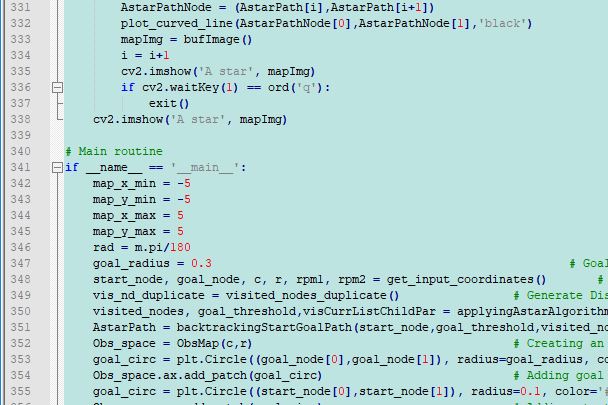 331 AstarPathNode = (AstarPath[i],AstarPath[i+1])
332 plot_curved_line(AstarPathNode[0],AstarPathNode[1],'black')
333 mapImg = bufImage()
334 i = i+1
335 cv2.imshow('A star', mapImg)
336 if cv2.waitKey(1) == ord('q'):
337 exit()
338 cv2.imshow('A star', mapImg)
339
340 # Main routine
341 if __name__ == '__main__':
342 map_x_min = -5
343 map_y_min = -5
344 map_x_max = 5
345 map_y_max = 5
346 rad = m.pi/180
347 goal_radius = 0.3 # Goal
348 start_node, goal_node, c, r, rpm1, rpm2 = get_input_coordinates() #
349 vis_nd_duplicate = visited_nodes_duplicate() # Generate Dis
350 visited_nodes, goal_threshold,visCurrListChildPar = applyingAstarAlgorithm
351 AstarPath = backtrackingStartGoalPath(start_node,goal_threshold,visited_no
352 Obs_space = ObsMap(c,r) # Creating an
353 goal_circ = plt.Circle((goal_node[0],goal_node[1]), radius=goal_radius, co
354 Obs_space.ax.add_patch(goal_circ) # Adding goal
355 goal_circ = plt.Circle((start_node[0],start_node[1]), radius=0.1, color='#